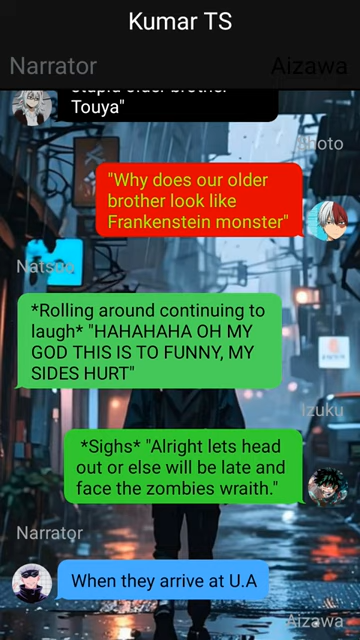 Kumar TS
Narrator
Aizawa
stupid older brother
Touya"
Shoto
"Why does our older
brother look like
Frankenstein monster"
Natsuo
*Rolling around continuing to
laugh* "HAHAHAHA OH MY
GOD THIS IS TO FUNNY, MY
SIDES HURT"
Izuku
*Sighs* "Alright lets head
out or else will be late and
face the zombies wraith."
Narrator
When they arrive at U.A
Aizawa